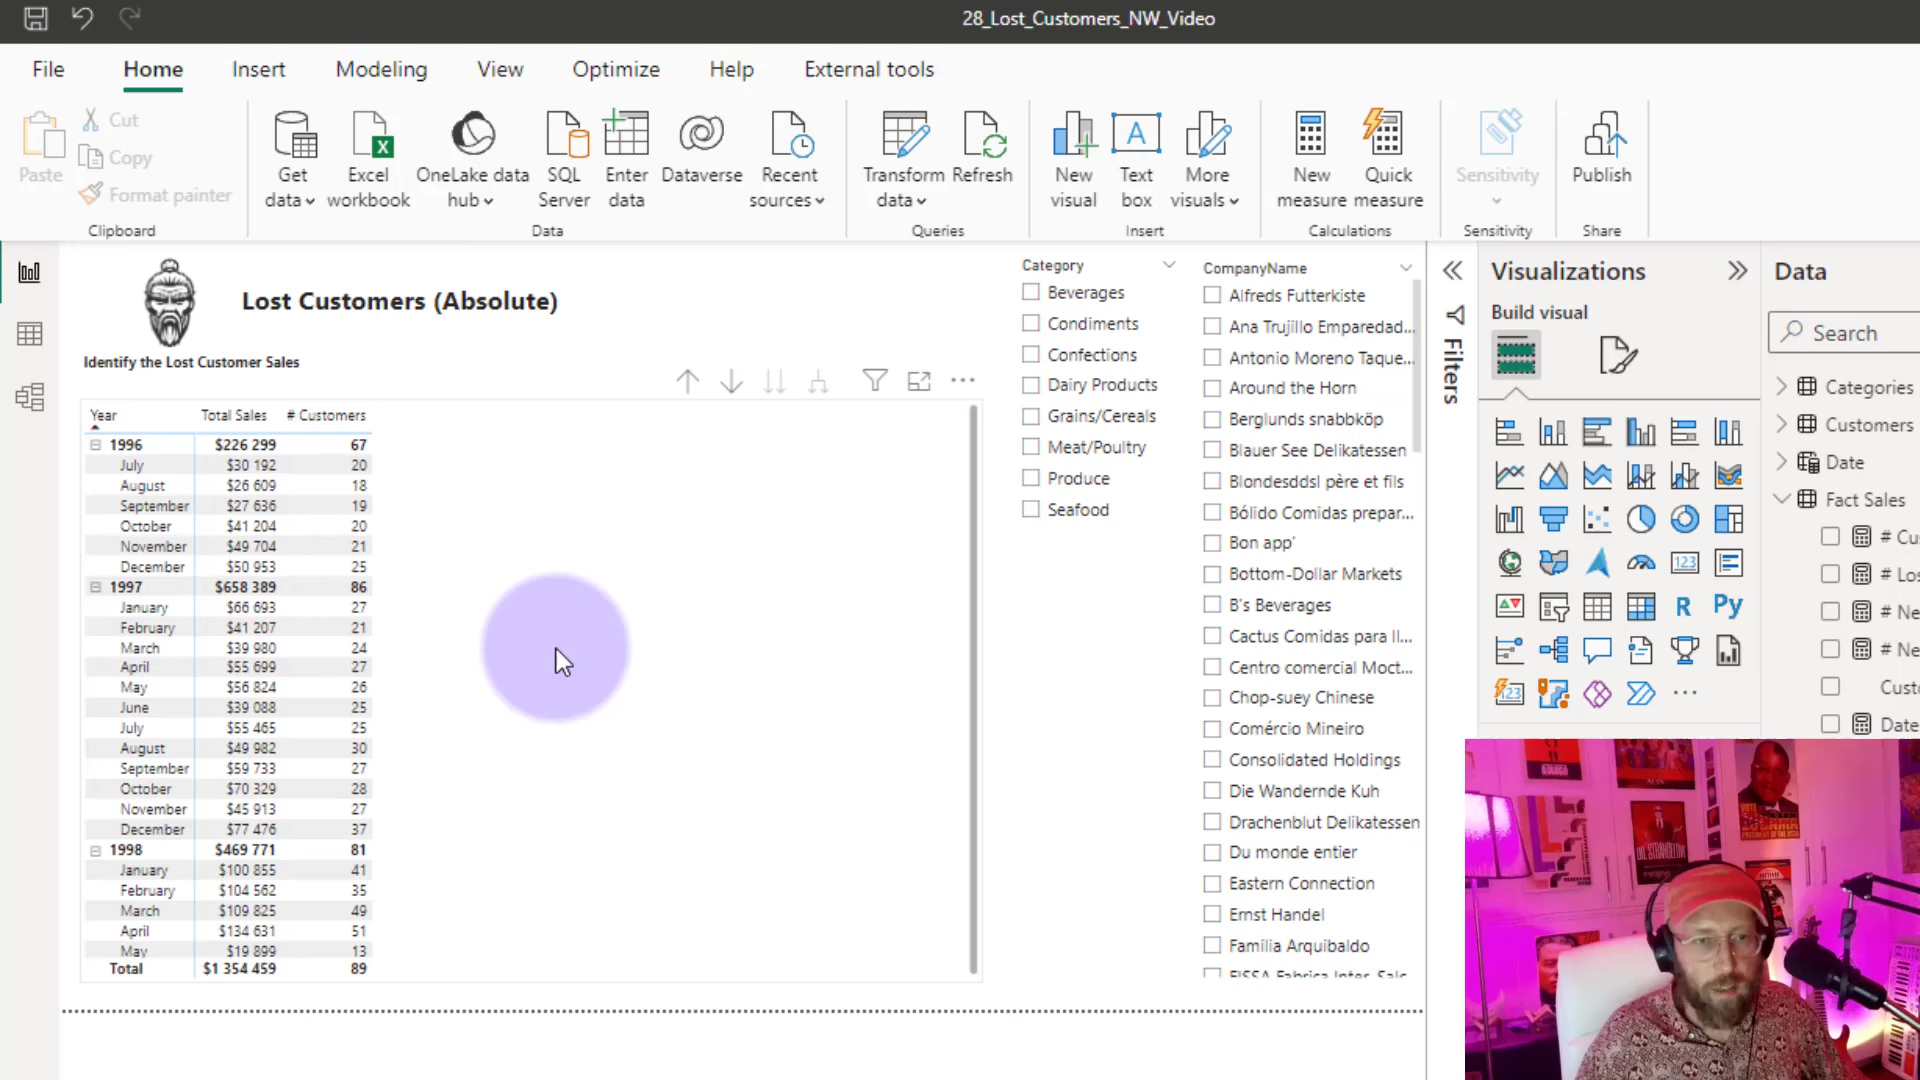 28_Lost_Customers_NW_Video
File Home Insert Modeling View Optimize Help External tools
Paste
Cut
Copy
Format painter
Clipboard
Get data
Excel workbook
OneLake data hub
SQL Server
Enter data
Dataverse
Recent sources
Data
Transform data
Refresh
Queries
New visual
Text box
More visuals
Insert
New measure
Quick measure
Calculations
Sensitivity
Sensitivity
Publish
Share
Lost Customers (Absolute)
Identify the Lost Customer Sales
Year Total Sales # Customers
1996 $226 299 67
July $30 192 20
August $26 609 18
September $27 636 19
October $41 204 20
November $49 704 21
December $50 953 25
1997 $658 389 86
January $66 693 27
February $41 207 21
March $39 980 24
April $55 699 27
May $56 824 26
June $39 088 25
July $55 465 25
August $49 982 30
September $59 733 27
October $70 329 28
November $45 913 27
December $77 476 37
1998 $469 771 81
January $100 855 41
February $104 562 35
March $109 825 49
April $134 631 51
May $19 899 13
Total $1 354 459 89
Category
Beverages
Condiments
Confections
Dairy Products
Grains/Cereals
Meat/Poultry
Produce
Seafood
CompanyName
Alfreds Futterkiste
Ana Trujillo Emparedad...
Antonio Moreno Taque...
Around the Horn
Berglunds snabbköp
Blauer See Delikatessen
Blondesddsl père et fils
Bólido Comidas prepar...
Bon app'
Bottom-Dollar Markets
B's Beverages
Cactus Comidas para ll...
Centro comercial Moct...
Chop-suey Chinese
Comércio Mineiro
Consolidated Holdings
Die Wandernde Kuh
Drachenblut Delikatessen
Du monde entier
Eastern Connection
Ernst Handel
Familia Arquibaldo
FISSA Fabrica Inter. Salc...
Filters
Visualizations
Build visual
123
R
Py
123
Data
Search
Categories
Customers
Date
Fact Sales
# Cu
# Los
# Ne
# Ne
Custo
Date